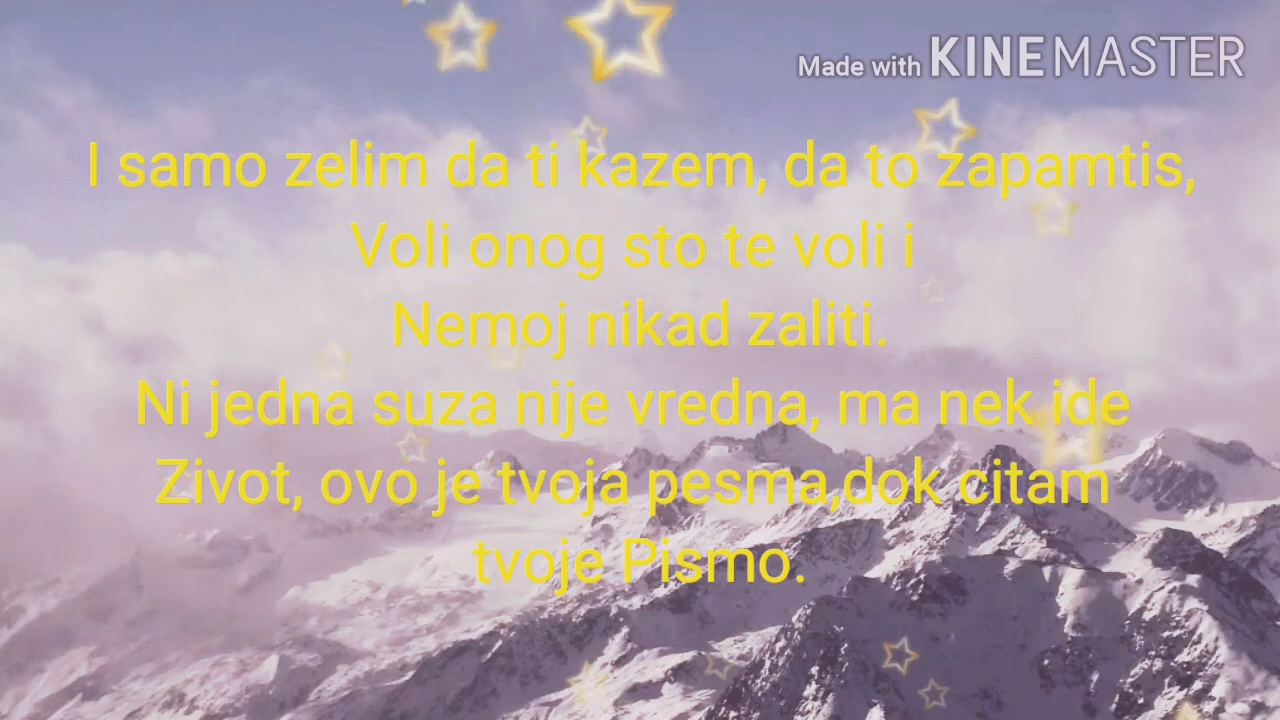 Made with KINEMASTER
I samo zelim da ti kazem, da to zapamtis,
Voli onog sto te voli i
Nemoj nikad zaliti.
Ni jedna suza nije vredna, ma nek ide
Zivot, ovo je tvoja pesma,dok citam
tvoje Pismo.